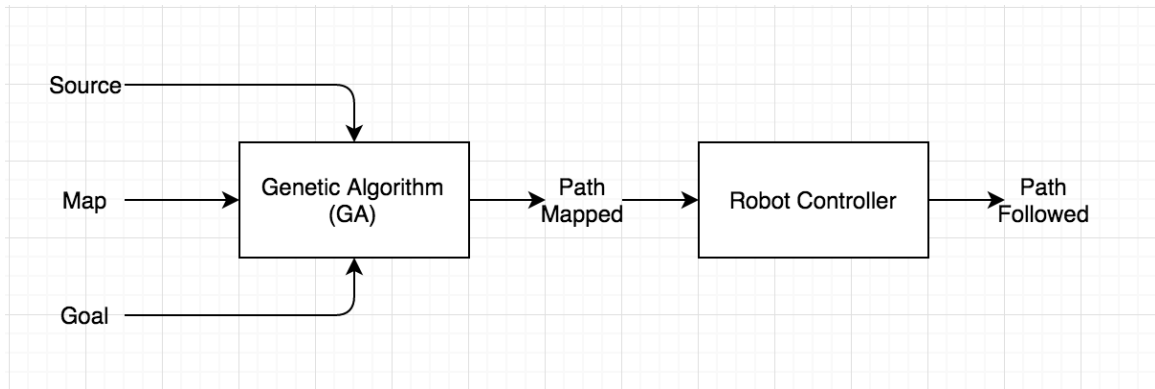 Source
Map
Goal
Genetic Algorithm
(GA)
Path
Mapped
Robot Controller
Path
Followed